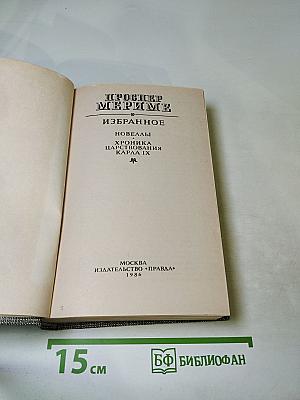 ПРОСПЕР
МЕРИМЕ
ИЗБРАННОЕ
НОВЕЛЛЫ
ХРОНИКА
ЦАРСТВОВАНИЯ
КАРЛА IX
МОСКВА
ИЗДАТЕЛЬСТВО «ПРАВДА»
1986
15 см
БФ БИБЛИОФАН